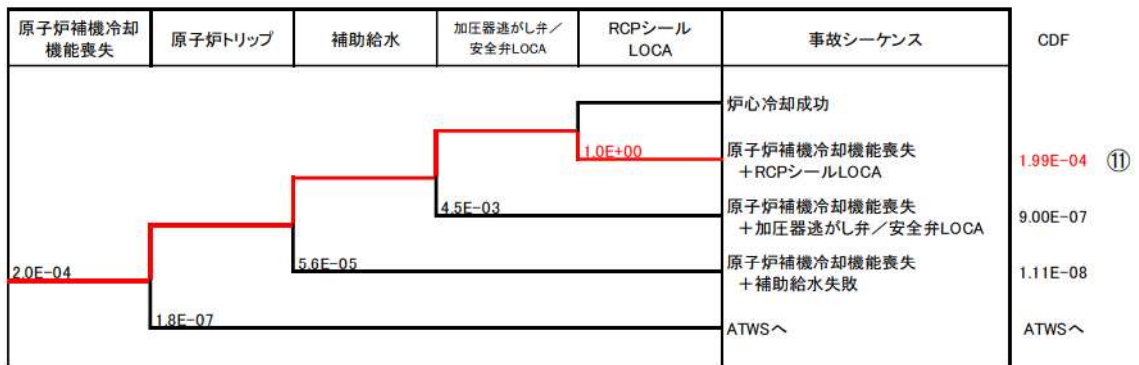 原子炉補機冷却
機能喪失
原子炉トリップ
補助給水
加圧器逃がし弁／
安全弁LOCA
RCPシール
LOCA
事故シーケンス
CDF
炉心冷却成功
1.0E+00
原子炉補機冷却機能喪失
＋RCPシールLOCA
1.99E-04
⑪
4.5E-03
原子炉補機冷却機能喪失
＋加圧器逃がし弁／安全弁LOCA
9.00E-07
2.0E-04
5.6E-05
原子炉補機冷却機能喪失
＋補助給水失敗
1.11E-08
1.8E-07
ATWSへ
ATWSへ